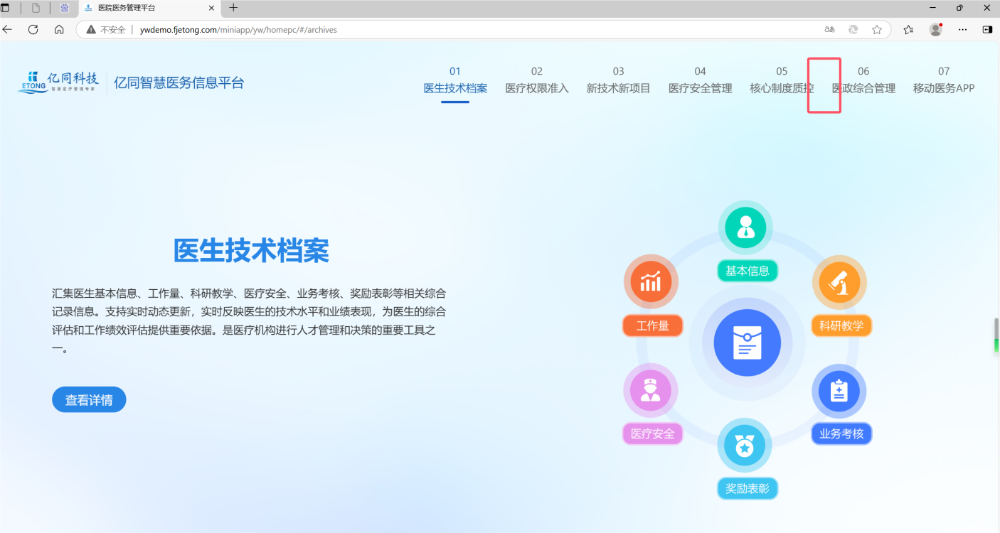 医院医务管理平台
不安全
ywdemo.fjetong.com/miniapp/yw/homepc/#/archives
ETONG 亿同科技
智慧医疗管理专家
亿同智慧医务信息平台
01 02 03 04 05 06 07
医生技术档案 医疗权限准入 新技术新项目 医疗安全管理 核心制度质控 医政综合管理 移动医务APP
医生技术档案
汇集医生基本信息、工作量、科研教学、医疗安全、业务考核、奖励表彰等相关综合
记录信息。支持实时动态更新，实时反映医生的技术水平和业绩表现，为医生的综合
评估和工作绩效评估提供重要依据。是医疗机构进行人才管理和决策的重要工具之
一。
查看详情
基本信息
工作量
科研教学
医疗安全
业务考核
奖励表彰